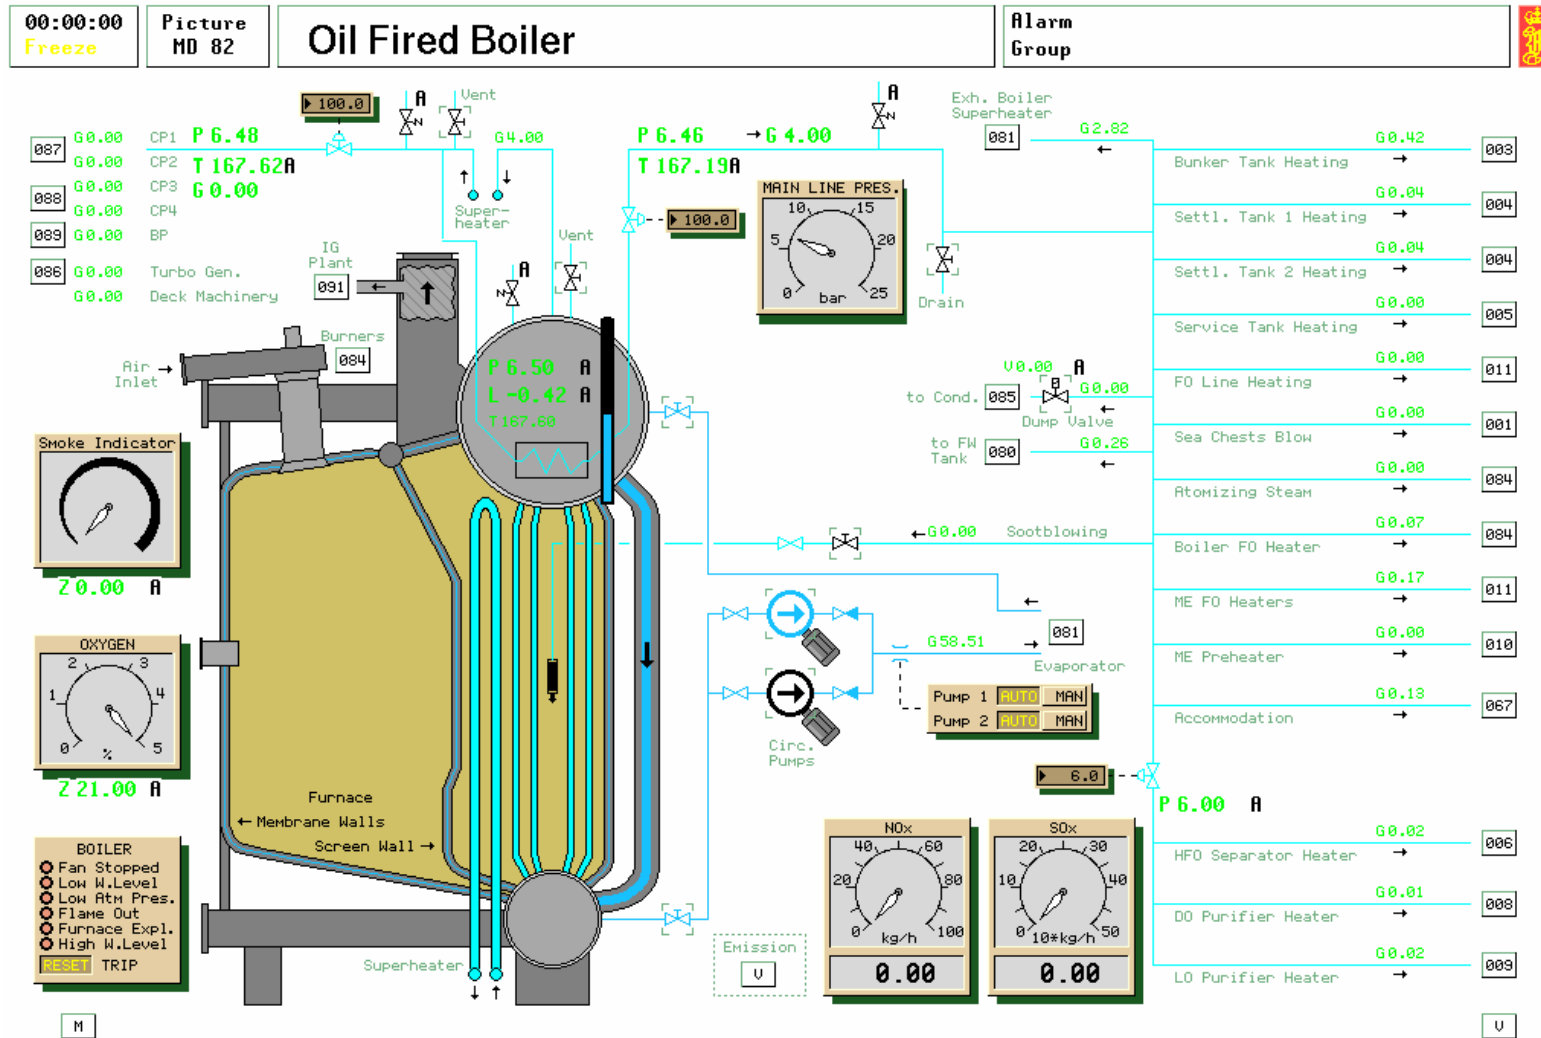 00:00:00
Freeze
Picture
MD 82
Oil Fired Boiler
Alarm
Group
100.0
A
Vent
087
G0.00 CP1
G0.00 CP2
088
G0.00 CP3
G0.00 CP4
089 G0.00 BP
086 G0.00 Turbo Gen.
G0.00 Deck Machinery
P 6.48
T 167.62A
G 0.00
G4.00
Super-
heater
Vent
A
IG
Plant
091
Burners
084
Air
Inlet
P 6.46
G 4.00
T 167.19A
100.0
A
MAIN LINE PRES.
0 5 10 15 20 25
bar
Drain
P 6.50 A
L -0.42 A
T167.60
Exh. Boiler
Superheater
081
G2.82
to Cond. 085
V0.00 A
0
G0.00
Dump Valve
to FW
Tank
080
G0.26
G0.00 Sootblowing
G58.51
081
Evaporator
Circ.
Pumps
Pump 1 AUTO MAN
Pump 2 AUTO MAN
G0.42
Bunker Tank Heating
003
G0.04
Settl. Tank 1 Heating
004
G0.04
Settl. Tank 2 Heating
004
G0.00
Service Tank Heating
005
G0.00
FO Line Heating
011
G0.00
Sea Chests Blow
001
G0.00
Atomizing Steam
084
G0.07
Boiler FO Heater
084
G0.17
ME FO Heaters
011
G0.00
ME Preheater
010
G0.13
Accommodation
067
6.0
P 6.00 A
G0.02
HFO Separator Heater
006
G0.01
DO Purifier Heater
008
G0.02
LO Purifier Heater
009
Smoke Indicator
Z 0.00 A
OXYGEN
0 1 2 3 4 5
%
Z 21.00 A
BOILER
Fan Stopped
Low W.Level
Low Atm Pres.
Flame Out
Furnace Expl.
High W.Level
RESET TRIP
Furnace
Membrane Walls
Screen Wall
Superheater
Emission
V
NOx
0 20 40 60 80 100
kg/h
0.00
SOx
0 10 20 30 40 50
10*kg/h
0.00
M
V